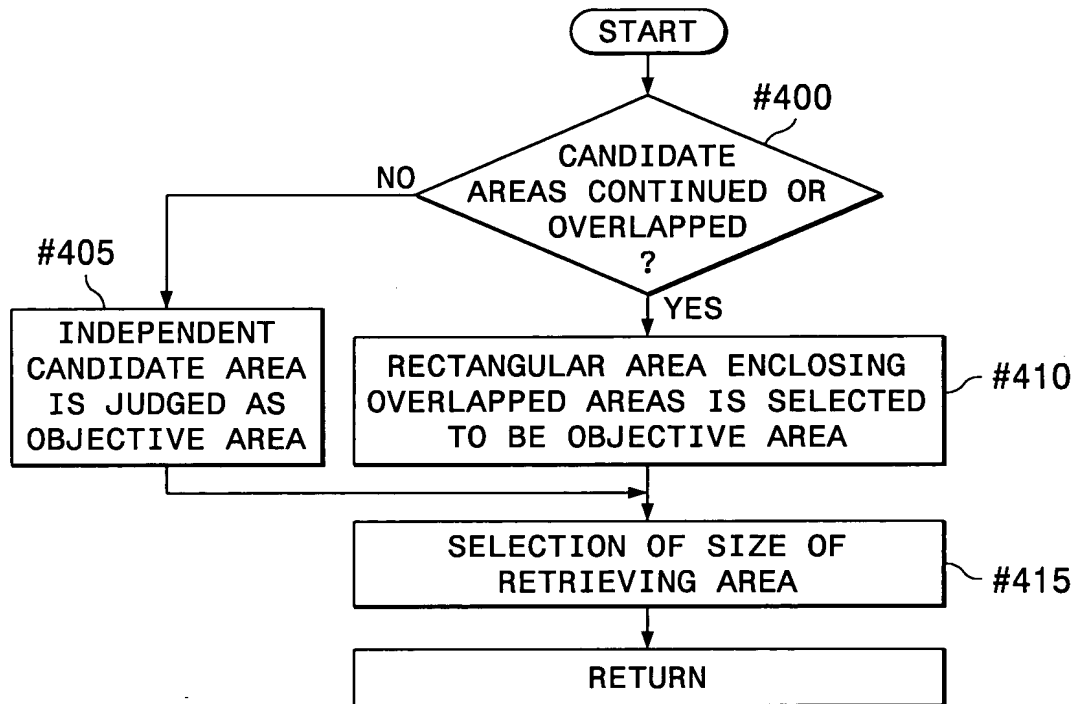 START
#400
CANDIDATE
AREAS CONTINUED OR
OVERLAPPED
?
NO
YES
#405
INDEPENDENT
CANDIDATE AREA
IS JUDGED AS
OBJECTIVE AREA
RECTANGULAR AREA ENCLOSING
OVERLAPPED AREAS IS SELECTED
TO BE OBJECTIVE AREA
#410
SELECTION OF SIZE OF
RETRIEVING AREA
#415
RETURN